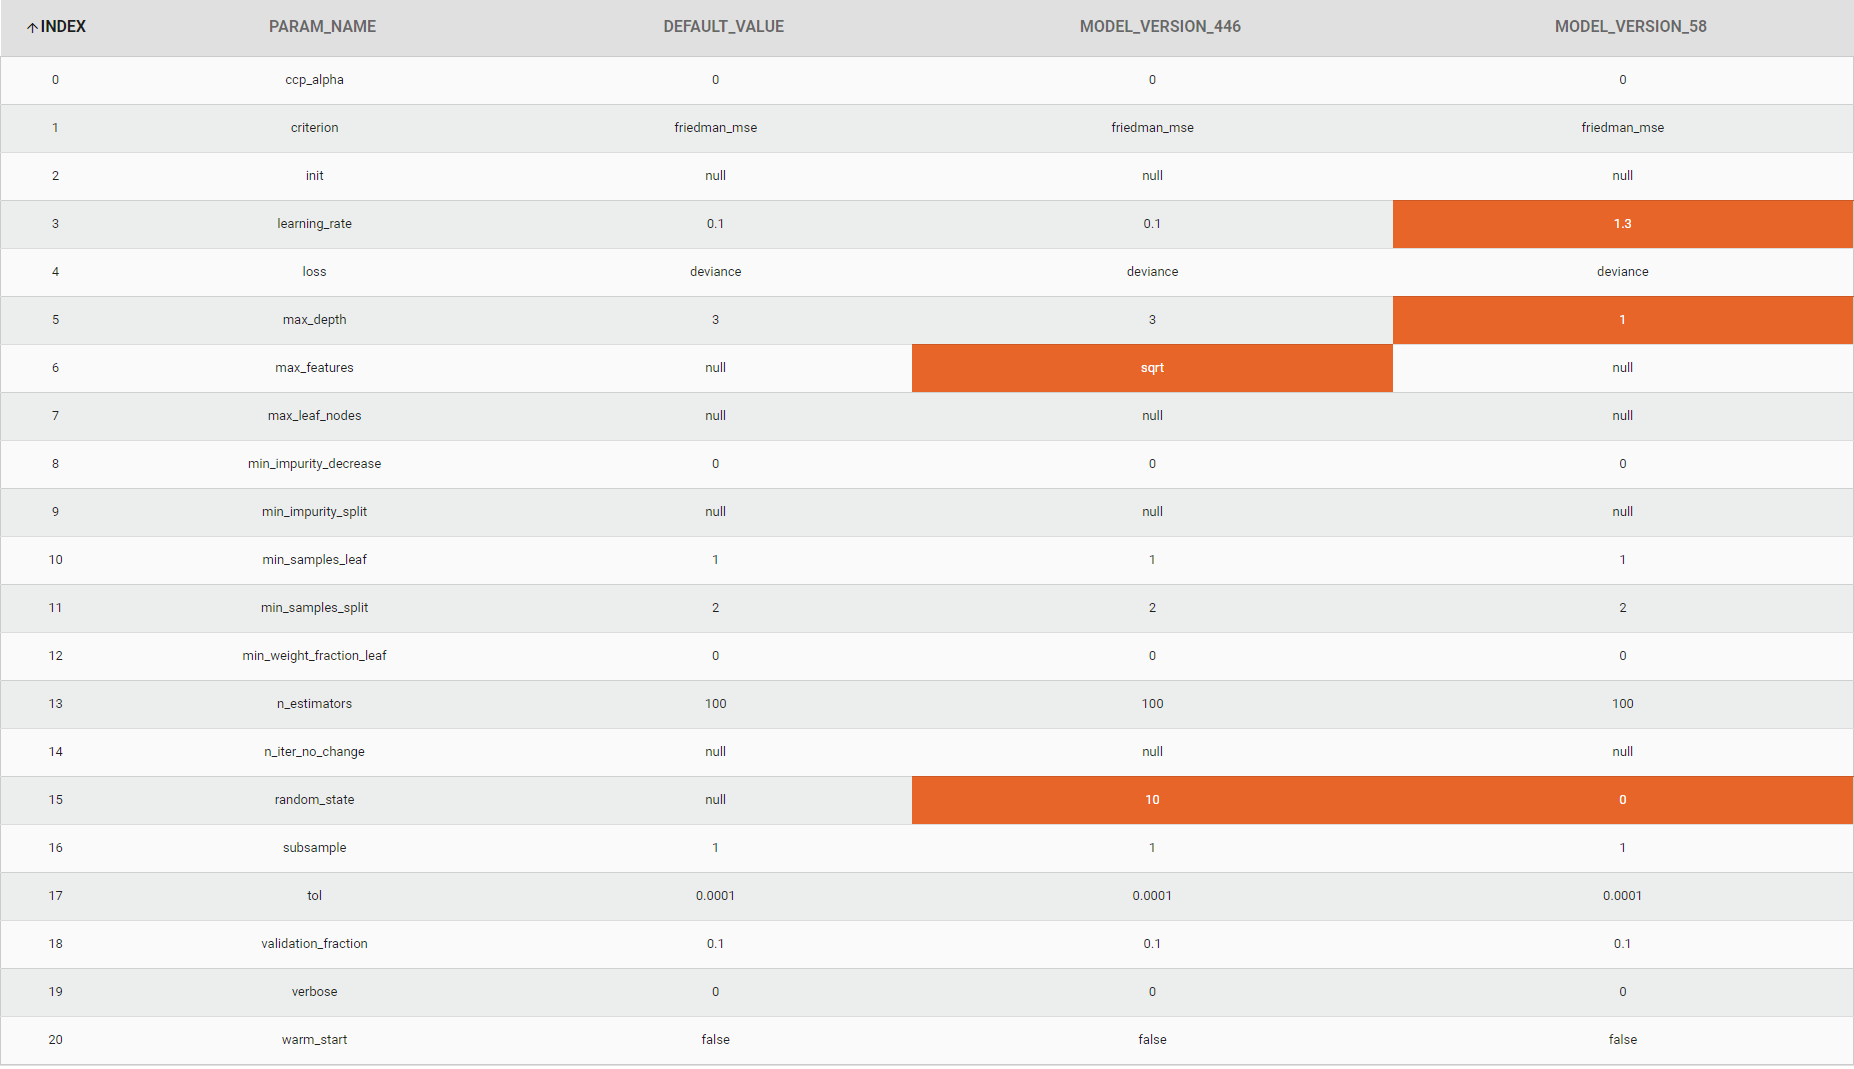 ↑INDEX PARAM_NAME DEFAULT_VALUE MODEL_VERSION_446 MODEL_VERSION_58
0 ccp_alpha 0 0 0
1 criterion friedman_mse friedman_mse friedman_mse
2 init null null null
3 learning_rate 0.1 0.1 1.3
4 loss deviance deviance deviance
5 max_depth 3 3 1
6 max_features null sqrt null
7 max_leaf_nodes null null null
8 min_impurity_decrease 0 0 0
9 min_impurity_split null null null
10 min_samples_leaf 1 1 1
11 min_samples_split 2 2 2
12 min_weight_fraction_leaf 0 0 0
13 n_estimators 100 100 100
14 n_iter_no_change null null null
15 random_state null 10 0
16 subsample 1 1 1
17 tol 0.0001 0.0001 0.0001
18 validation_fraction 0.1 0.1 0.1
19 verbose 0 0 0
20 warm_start false false false